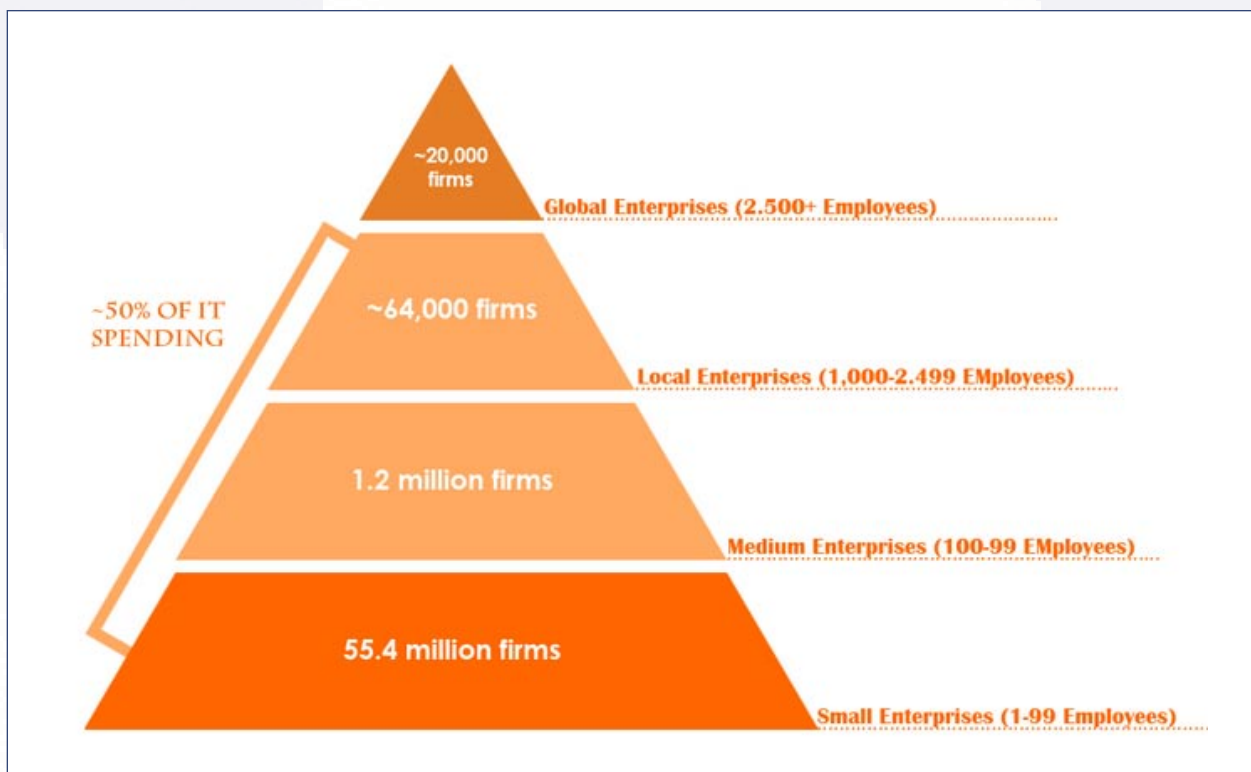 ~20,000
firms
Global Enterprises (2.500+ Employees)
~50% OF IT
SPENDING
~64,000 firms
Local Enterprises (1,000-2.499 EMployees)
1.2 million firms
Medium Enterprises (100-99 EMployees)
55.4 million firms
Small Enterprises (1-99 Employees)